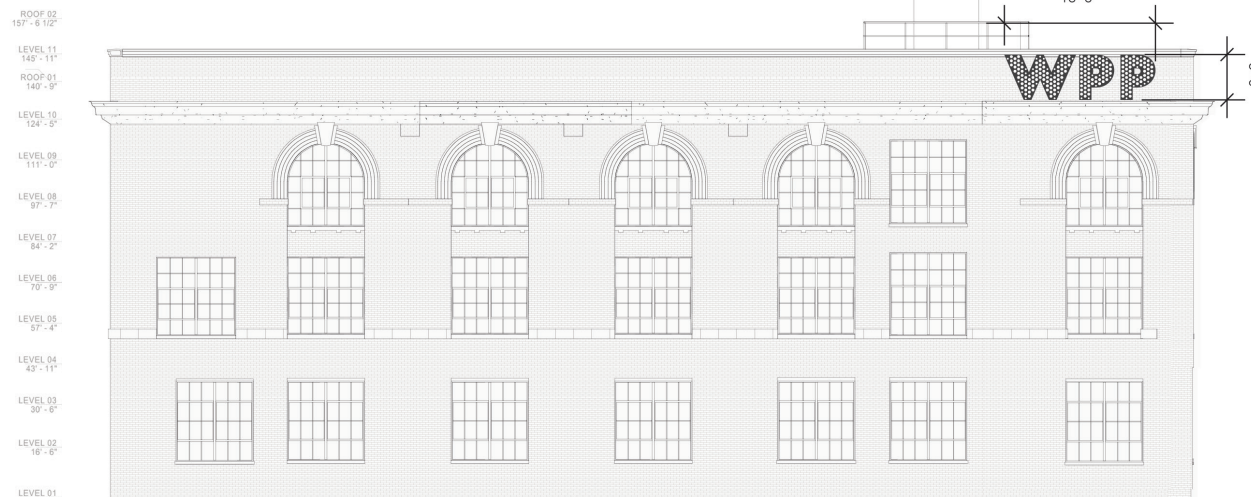 ROOF 02
157' - 6 1/2"
LEVEL 11
145' - 11"
ROOF 01
140' - 9"
LEVEL 10
124' - 5"
LEVEL 09
111' - 0"
LEVEL 08
97' - 7"
LEVEL 07
84' - 2"
LEVEL 06
70' - 9"
LEVEL 05
57' - 4"
LEVEL 04
43' - 11"
LEVEL 03
30' - 6"
LEVEL 02
16' - 6"
LEVEL 01
WPP